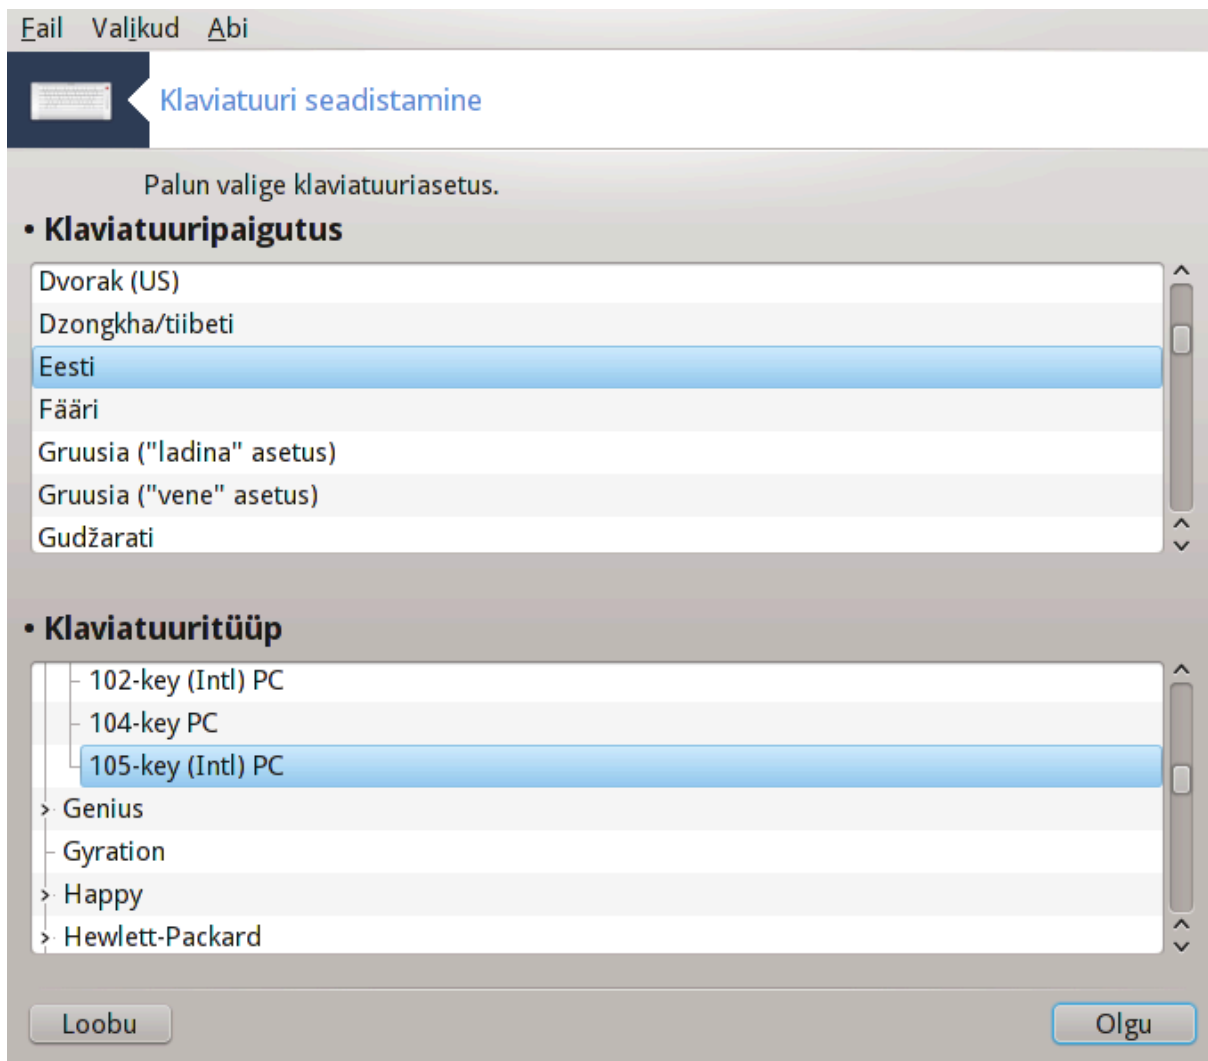 Fail Valikud Abi
Klaviatuuri seadistamine
Palun valige klaviatuuriasetus.
• Klaviatuuripaigutus
Dvorak (US)
Dzongkha/tiibeti
Eesti
Fääri
Gruusia ("ladina" asetus)
Gruusia ("vene" asetus)
Gudžarati
• Klaviatuuritüüp
102-key (Intl) PC
104-key PC
105-key (Intl) PC
Genius
Gyration
Happy
Hewlett-Packard
Loobu Olgu